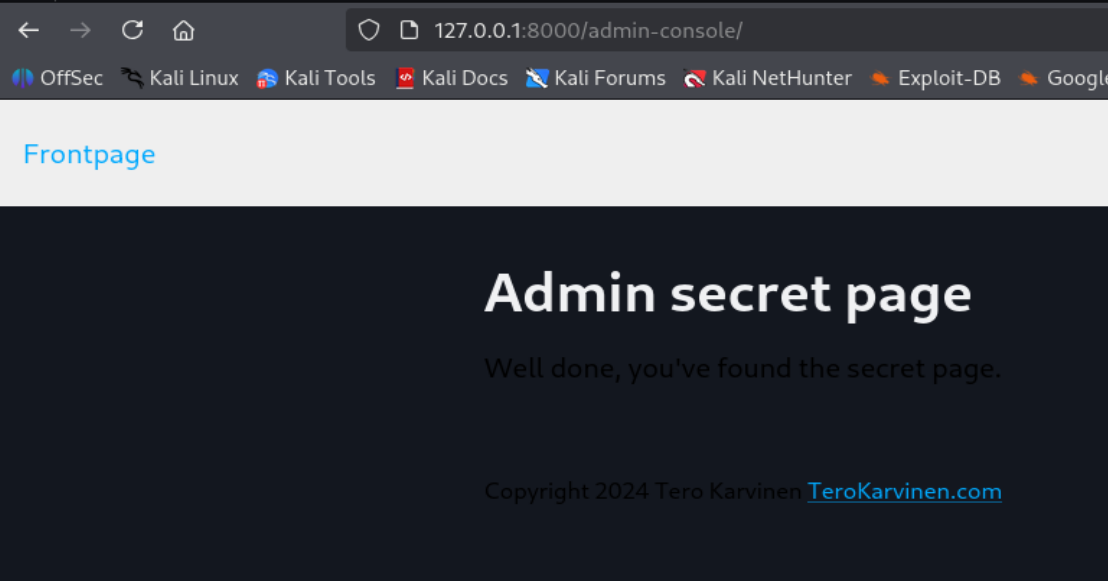 127.0.0.1:8000/admin-console/
OffSec Kali Linux Kali Tools Kali Docs Kali Forums Kali NetHunter Exploit-DB Google
Frontpage
Admin secret page
Well done, you've found the secret page.
Copyright 2024 Tero Karvinen TeroKarvinen.com